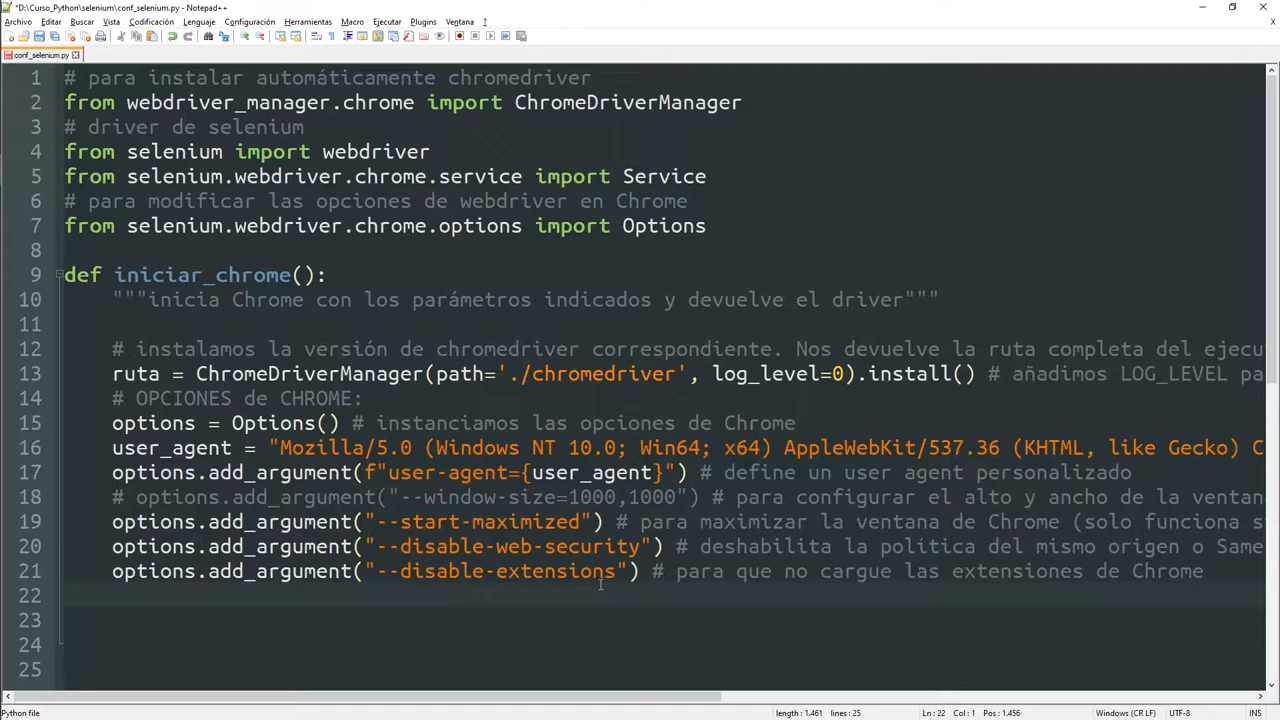 *D:\Curso_Python\selenium\conf_selenium.py - Notepad++
Archivo Editar Buscar Vista Codificación Lenguaje Configuración Herramientas Macro Ejecutar Plugins Ventana ?
conf_selenium.py
1 # para instalar automáticamente chromedriver
2 from webdriver_manager.chrome import ChromeDriverManager
3 # driver de selenium
4 from selenium import webdriver
5 from selenium.webdriver.chrome.service import Service
6 # para modificar las opciones de webdriver en Chrome
7 from selenium.webdriver.chrome.options import Options
8
9 def iniciar_chrome():
10 """inicia Chrome con los parámetros indicados y devuelve el driver"""
11
12 # instalamos la versión de chromedriver correspondiente. Nos devuelve la ruta completa del ejecu
13 ruta = ChromeDriverManager(path='./chromedriver', log_level=0).install() # añadimos LOG_LEVEL pa
14 # OPCIONES de CHROME:
15 options = Options() # instanciamos las opciones de Chrome
16 user_agent = "Mozilla/5.0 (Windows NT 10.0; Win64; x64) AppleWebKit/537.36 (KHTML, like Gecko) C
17 options.add_argument(f"user-agent={user_agent}") # define un user agent personalizado
18 # options.add_argument("--window-size=1000,1000") # para configurar el alto y ancho de la ventan
19 options.add_argument("--start-maximized") # para maximizar la ventana de Chrome (solo funciona s
20 options.add_argument("--disable-web-security") # deshabilita la política del mismo origen o Same
21 options.add_argument("--disable-extensions") # para que no cargue las extensiones de Chrome
22
23
24
25
Python file length : 1.461 lines : 25 Ln : 22 Col : 1 Pos : 1.456 Windows (CR LF) UTF-8 INS